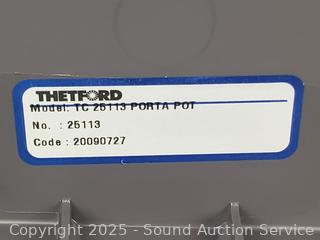 THETFORD
Model: TC 25113 PORTA POT
No. : 25113
Code : 20090727
Copyright 2025 - Sound Auction Service